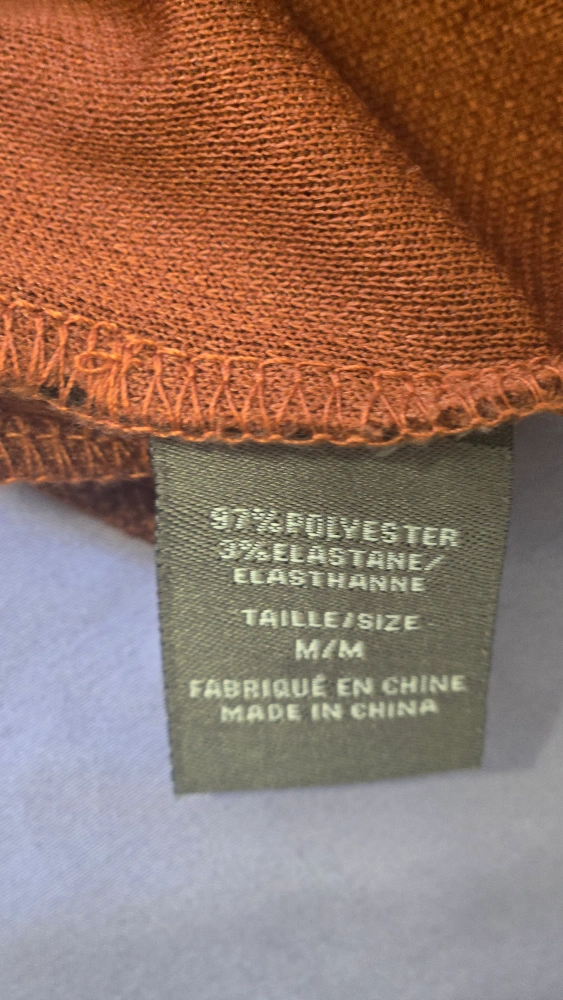 97% POLYESTER
3% ELASTANE/
ELASTHANNE
TAILLE/SIZE
M/M
FABRIQUÉ EN CHINE
MADE IN CHINA